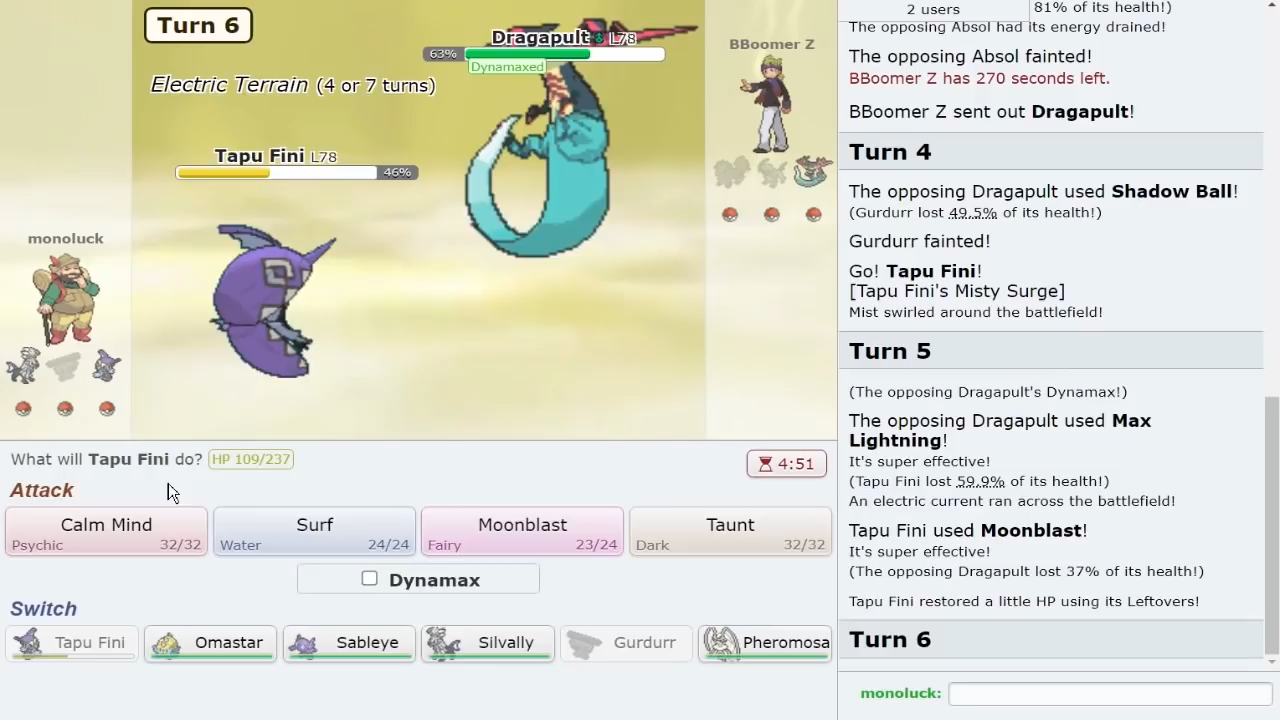 Turn 6
Electric Terrain (4 or 7 turns)
Dragapult L78
63%
Dynamaxed
BBoomer Z
Tapu Fini L78
46%
monoluck
What will Tapu Fini do? HP 109/237
4:51
Attack
Calm Mind
Psychic 32/32
Surf
Water 24/24
Moonblast
Fairy 23/24
Taunt
Dark 32/32
Dynamax
Switch
Tapu Fini
Omastar
Sableye
Silvally
Gurdurr
Pheromosa
2 users
81% of its health!)
The opposing Absol had its energy drained!
The opposing Absol fainted!
BBoomer Z has 270 seconds left.
BBoomer Z sent out Dragapult!
Turn 4
The opposing Dragapult used Shadow Ball!
(Gurdurr lost 49.5% of its health!)
Gurdurr fainted!
Go! Tapu Fini!
[Tapu Fini's Misty Surge]
Mist swirled around the battlefield!
Turn 5
(The opposing Dragapult's Dynamax!)
The opposing Dragapult used Max
Lightning!
It's super effective!
(Tapu Fini lost 59.9% of its health!)
An electric current ran across the battlefield!
Tapu Fini used Moonblast!
It's super effective!
(The opposing Dragapult lost 37% of its health!)
Tapu Fini restored a little HP using its Leftovers!
Turn 6
monoluck: